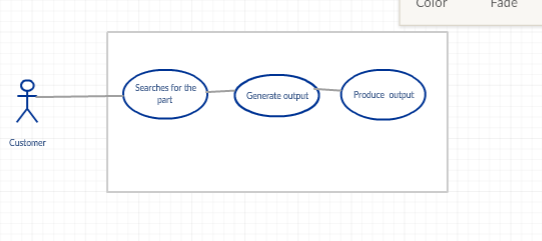 Color Fade
Searches for the
part
Generate output
Produce output
Customer